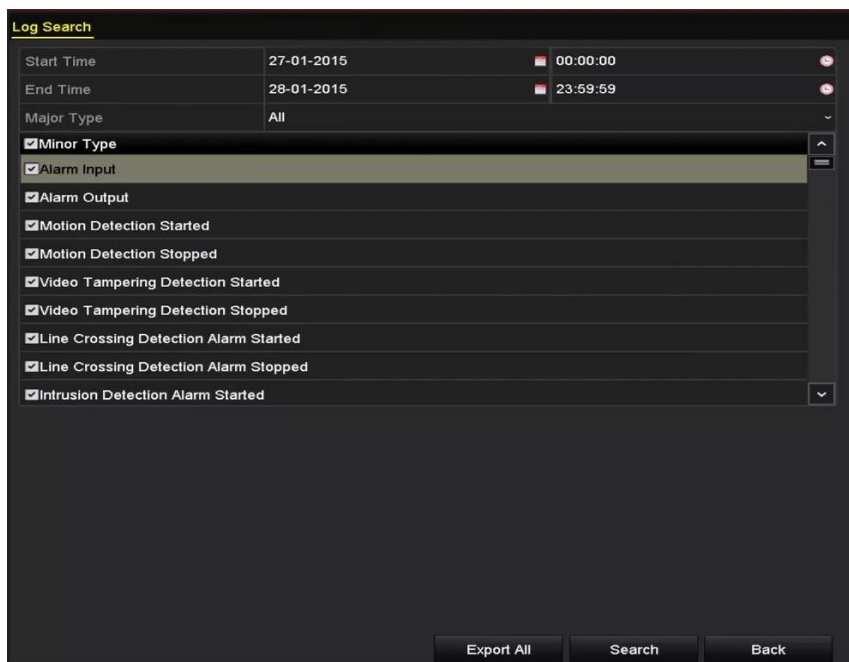 Log Search
Start Time 27-01-2015 00:00:00
End Time 28-01-2015 23:59:59
Major Type All
Minor Type
Alarm Input
Alarm Output
Motion Detection Started
Motion Detection Stopped
Video Tampering Detection Started
Video Tampering Detection Stopped
Line Crossing Detection Alarm Started
Line Crossing Detection Alarm Stopped
Intrusion Detection Alarm Started
Export All Search Back